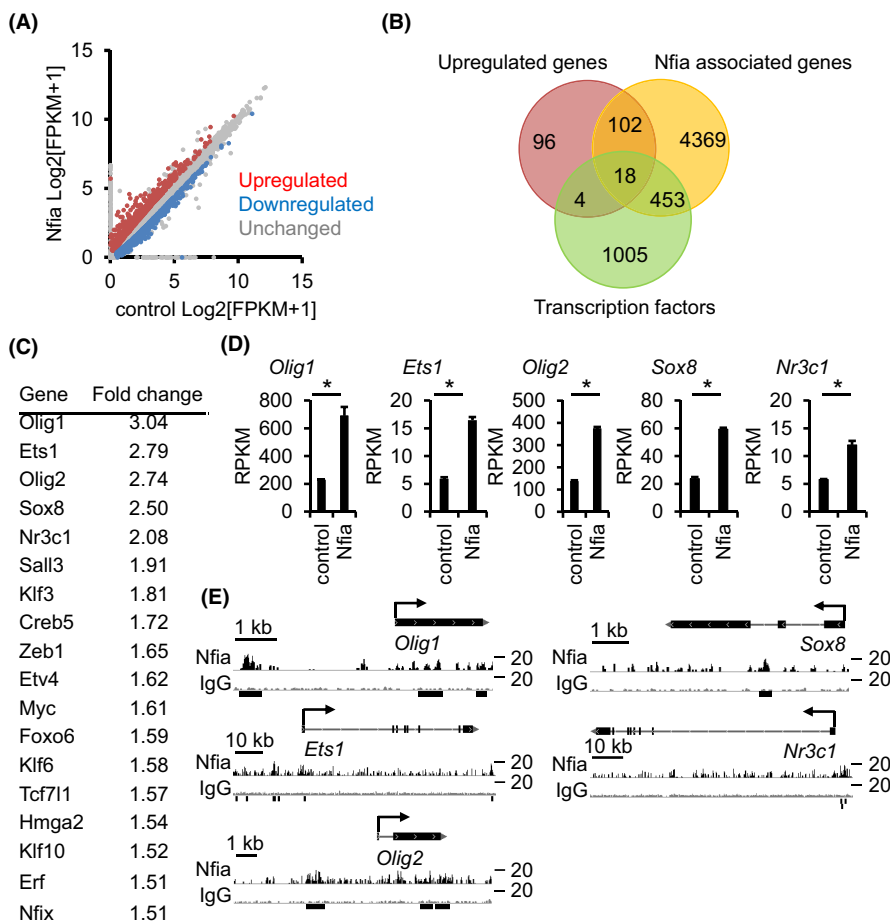 (A)
15
10
5
0
0
5
10
15
Nfia Log2[FPKM+1]
control Log2[FPKM+1]
Upregulated
Downregulated
Unchanged
(B)
Upregulated genes
Nfia associated genes
96
102
4369
18
4
453
1005
Transcription factors
(C)
Gene Fold change
Olig1 3.04
Ets1 2.79
Olig2 2.74
Sox8 2.50
Nr3c1 2.08
Sall3 1.91
Klf3 1.81
Creb5 1.72
Zeb1 1.65
Etv4 1.62
Myc 1.61
Foxo6 1.59
Klf6 1.58
Tcf7l1 1.57
Hmga2 1.54
Klf10 1.52
Erf 1.51
Nfix 1.51
(D)
Olig1
*
RPKM
800
600
400
200
0
control
Nfia
Ets1
*
RPKM
20
15
10
5
0
control
Nfia
Olig2
*
RPKM
500
400
300
200
100
0
control
Nfia
Sox8
*
RPKM
80
60
40
20
0
control
Nfia
Nr3c1
*
RPKM
20
15
10
5
0
control
Nfia
(E)
1 kb
Olig1
Nfia
20
IgG
20
10 kb
Ets1
Nfia
20
IgG
20
1 kb
Olig2
Nfia
20
IgG
20
1 kb
Sox8
Nfia
20
IgG
20
10 kb
Nr3c1
Nfia
20
IgG
20